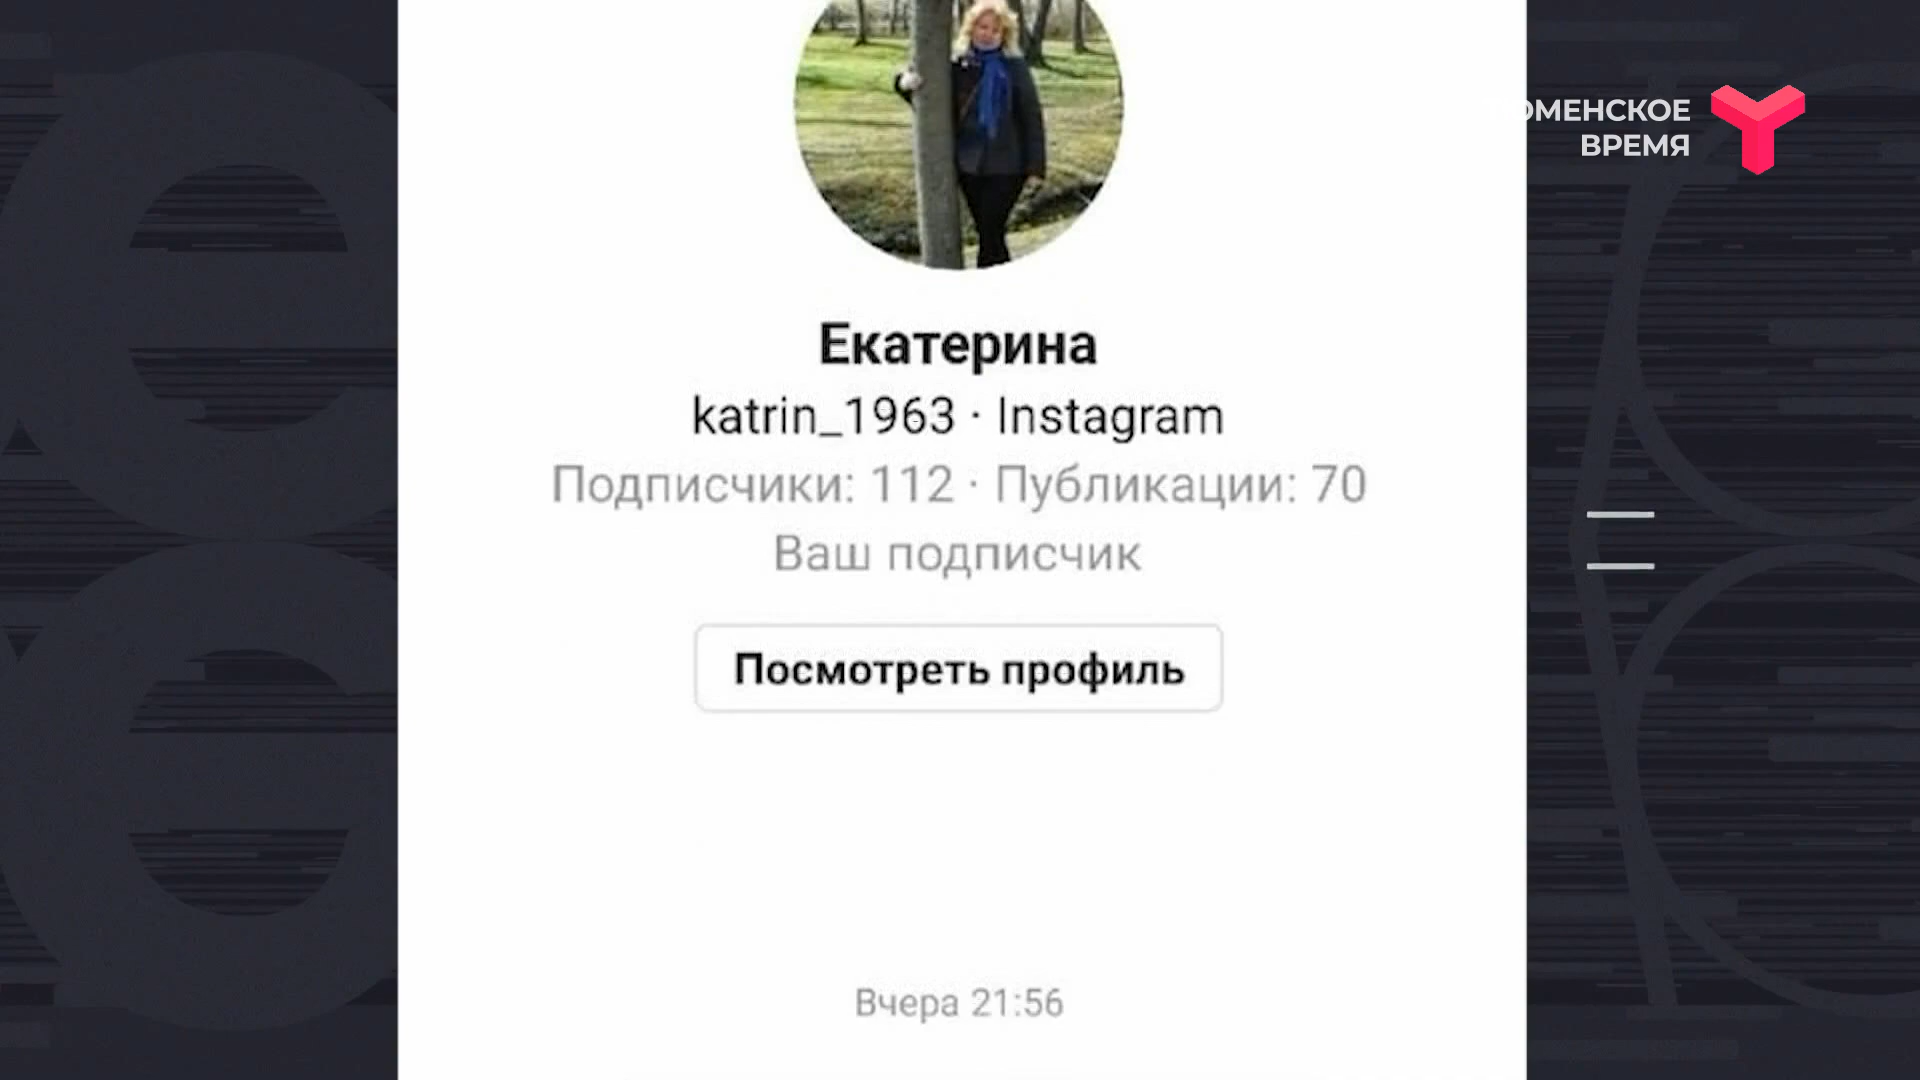 ТЮМЕНСКОЕ
ВРЕМЯ
Екатерина
katrin_1963 · Instagram
Подписчики: 112 · Публикации: 70
Ваш подписчик
Посмотреть профиль
Вчера 21:56